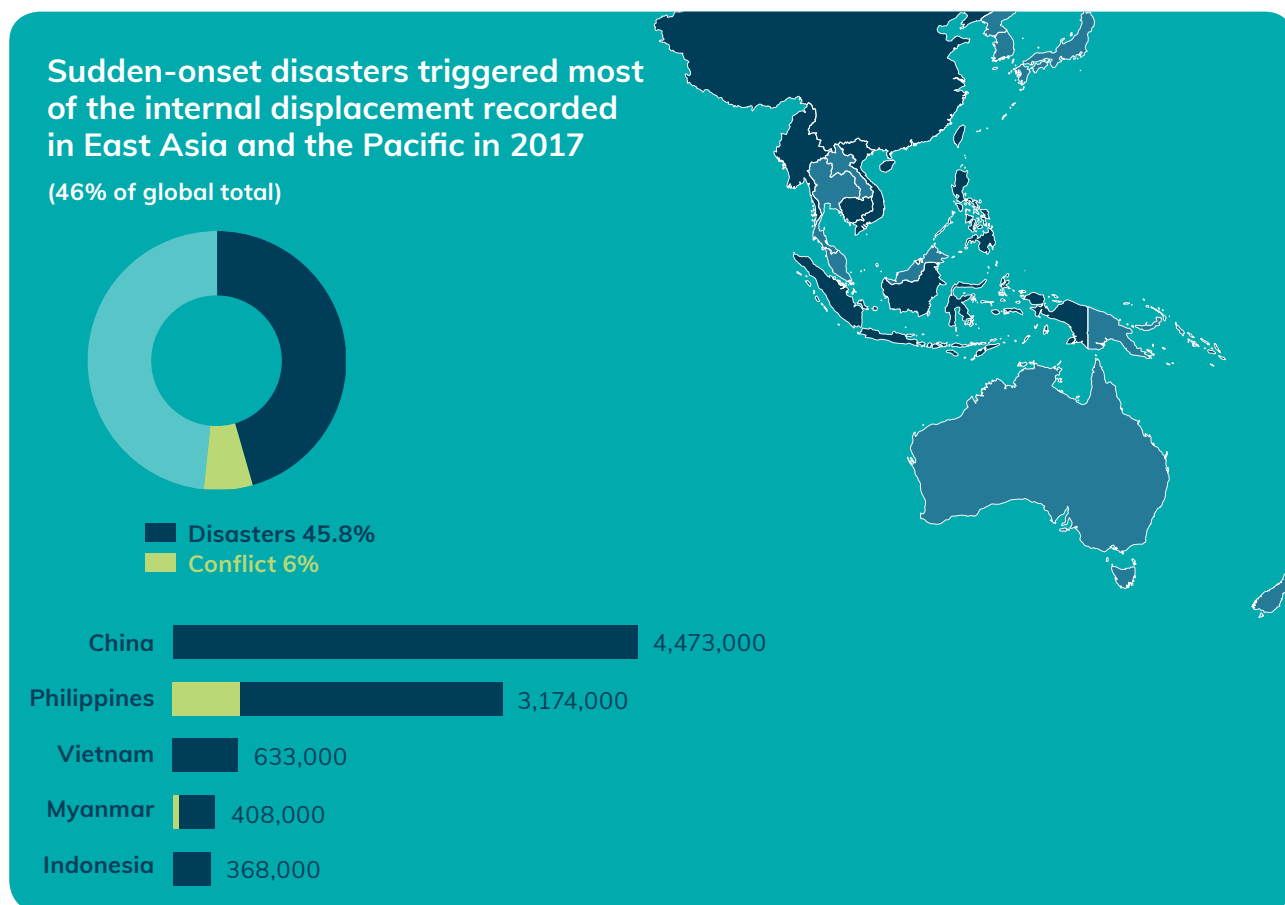 Sudden-onset disasters triggered most
of the internal displacement recorded
in East Asia and the Pacific in 2017
(46% of global total)
Disasters 45.8%
Conflict 6%
China 4,473,000
Philippines 3,174,000
Vietnam 633,000
Myanmar 408,000
Indonesia 368,000